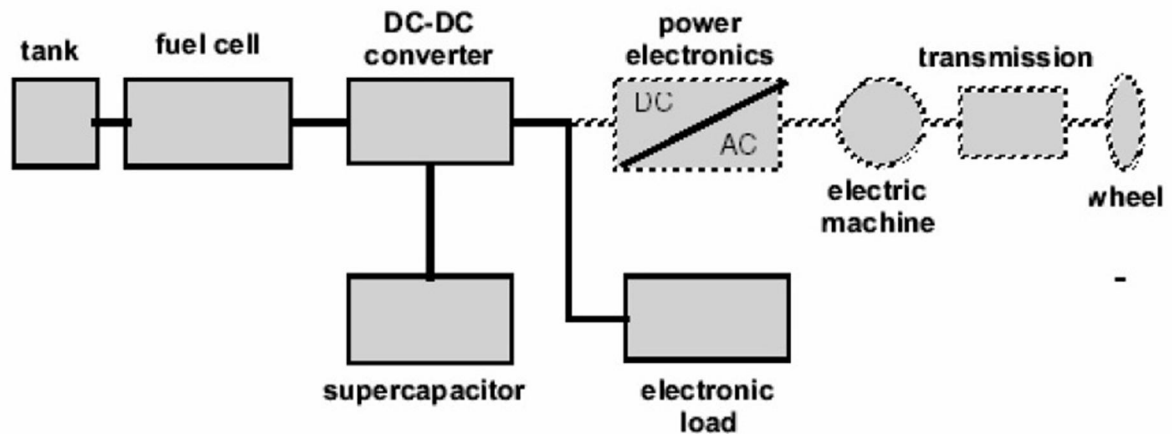 tank
fuel cell
DC-DC
converter
power
electronics
transmission
DC
AC
electric
machine
wheel
supercapacitor
electronic
load